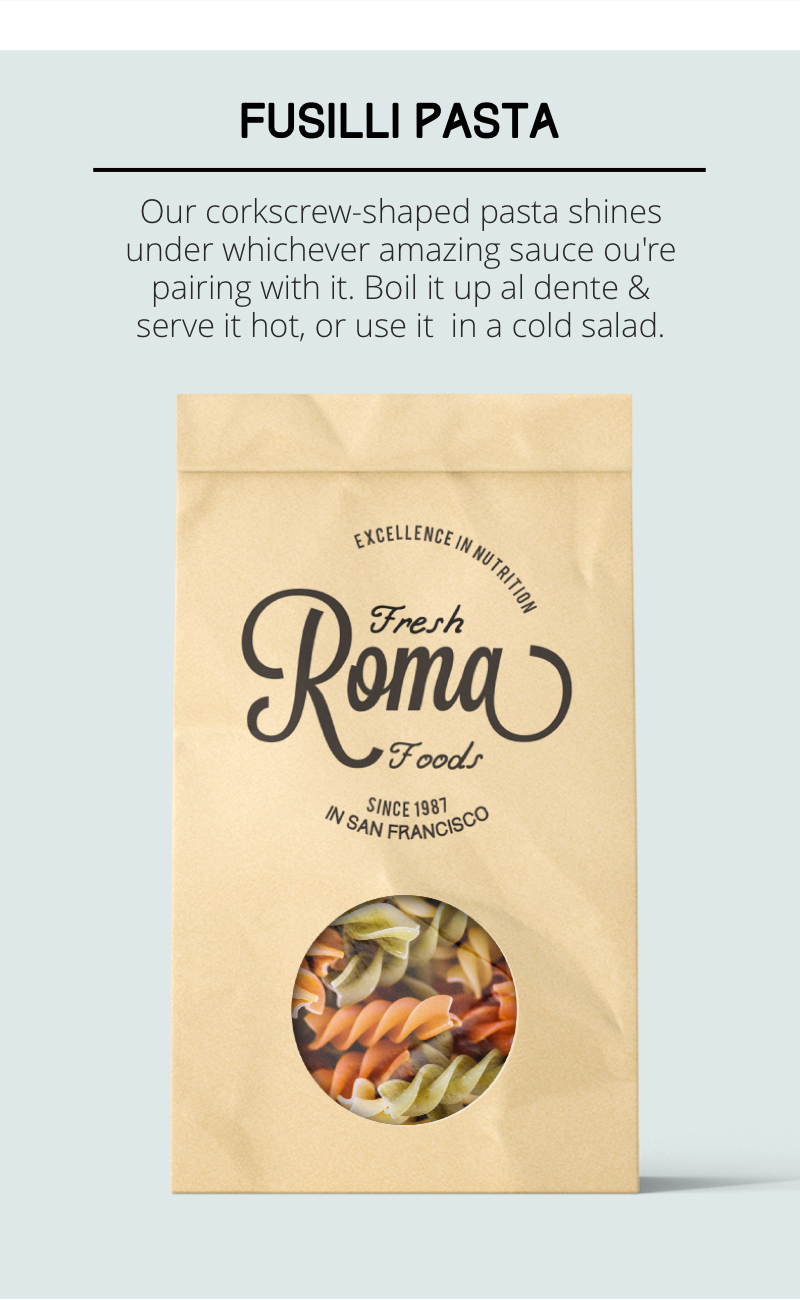 FUSILLI PASTA
Our corkscrew-shaped pasta shines
under whichever amazing sauce ou're
pairing with it. Boil it up al dente &
serve it hot, or use it  in a cold salad.
EXCELLENCE IN NUTRITION
Fresh
Roma
Foods
SINCE 1987
IN SAN FRANCISCO